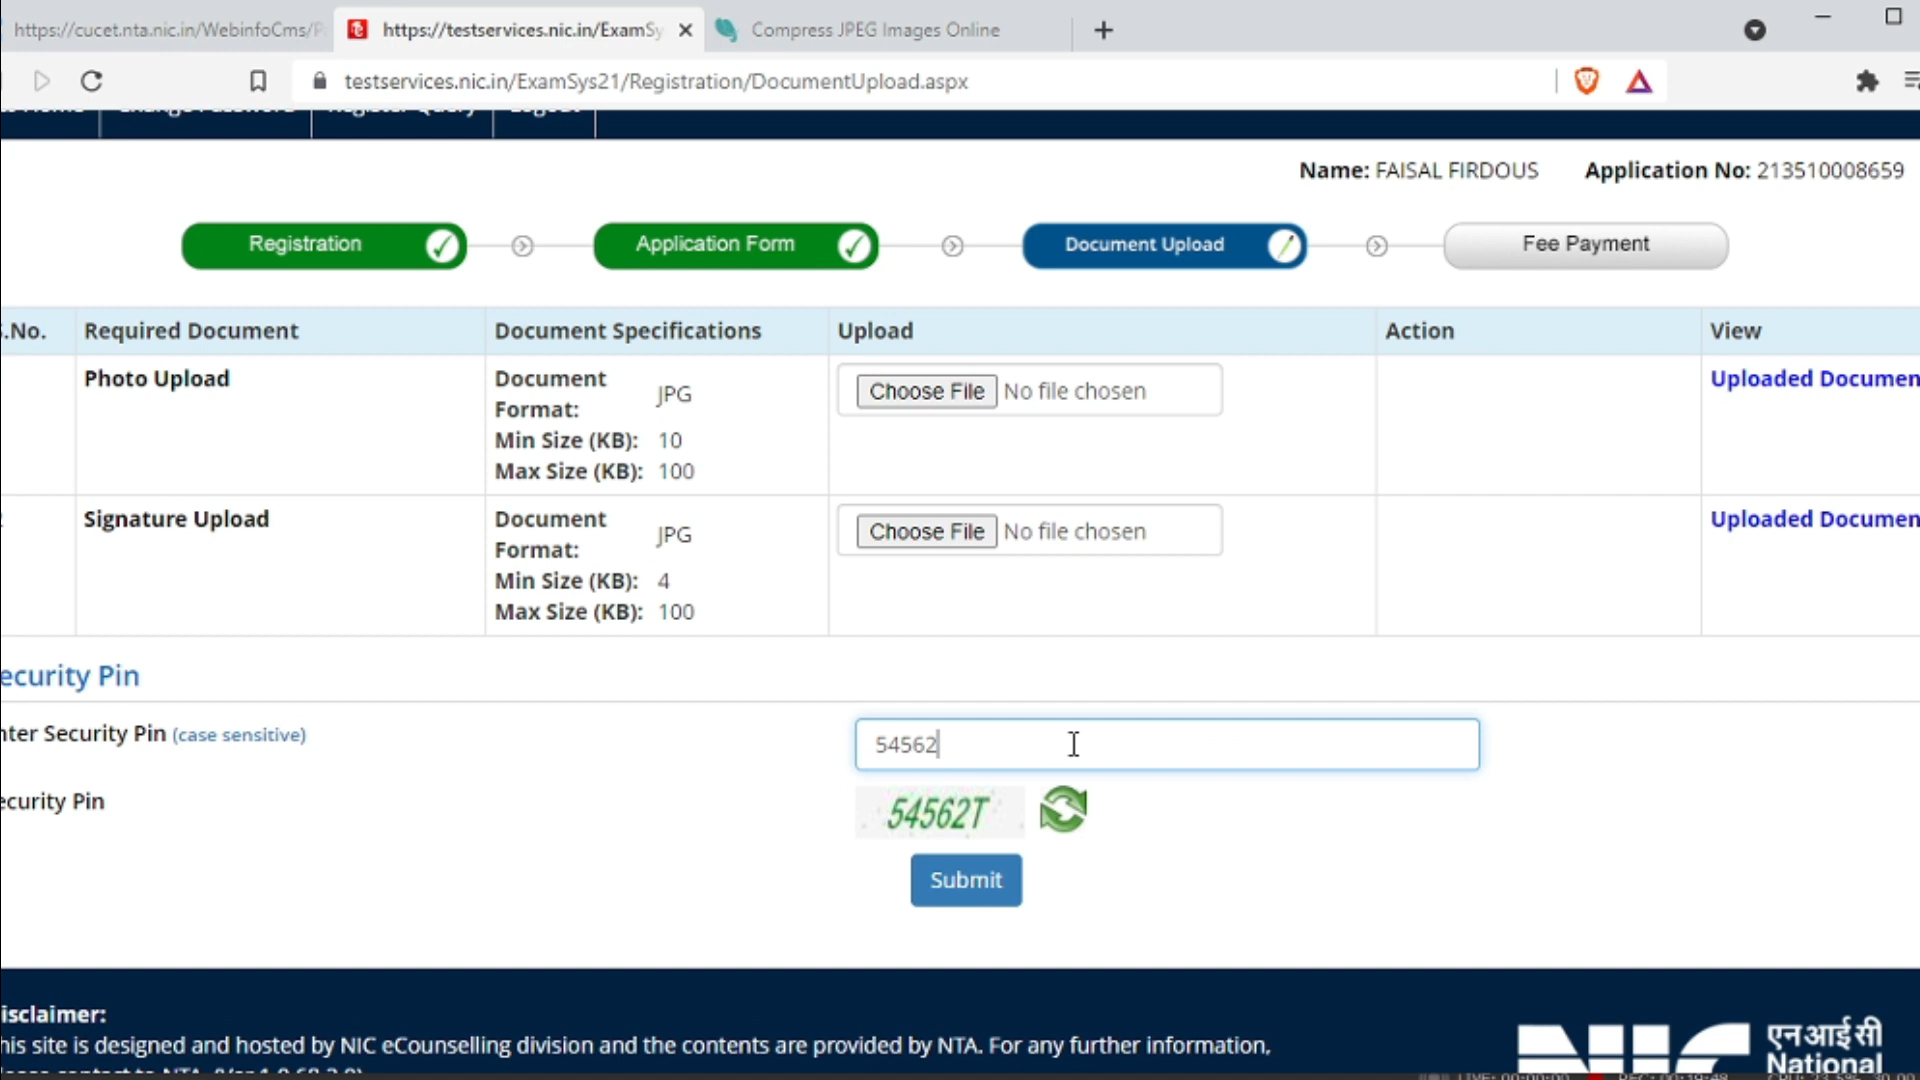 https://cucet.nta.nic.in/WebinfoCms/P
https://testservices.nic.in/ExamSy
Compress JPEG Images Online
testservices.nic.in/ExamSys21/Registration/DocumentUpload.aspx
Name: FAISAL FIRDOUS Application No: 213510008659
Registration Application Form Document Upload Fee Payment
.No. Required Document Document Specifications Upload Action View
Photo Upload
Document Format: JPG
Min Size (KB): 10
Max Size (KB): 100
Choose File No file chosen
Uploaded Documen
Signature Upload
Document Format: JPG
Min Size (KB): 4
Max Size (KB): 100
Choose File No file chosen
Uploaded Documen
ecurity Pin
nter Security Pin (case sensitive)
54562
ecurity Pin
54562T
Submit
isclaimer:
his site is designed and hosted by NIC eCounselling division and the contents are provided by NTA. For any further information,
NIC
एनआईसी
National